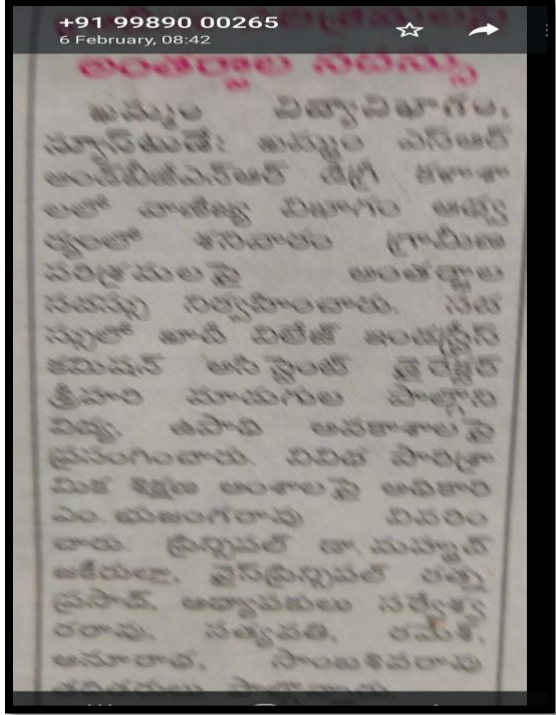 +91 99890 00265
6 February, 08:42
అంతర్జాల సదస్సు
ఖమ్మం విద్యావిభాగం,
న్యూస్‌టుడే: ఖమ్మం ఎస్ఆర్
అండ్‌బీజీఎన్ఆర్ డిగ్రీ కళాశా
లలో వాణిజ్య విభాగం ఆధ్వ
ర్యంలో శనివారం గ్రామీణ
పరిశ్రమలపై అంతర్జాల
సదస్సు నిర్వహించారు. సద
స్సులో ఖాదీ విలేజ్ ఇండస్ట్రీస్
కమిషన్ అసిస్టెంట్ డైరెక్టర్
శ్రీహరి పాల్గొని
విద్య, ఉపాధి అవకాశాలపై
ప్రసంగించారు. వివిధ పారిశ్రా
మిక శిక్షణ అంశాలపై అధికారి
ఎం. భుజంగరావు వివరిం
చారు. ప్రిన్సిపల్ డా. మహ్మద్
జకీరుల్లా, వైస్‌ప్రిన్సిపల్ రత్న
ప్రసాద్, అధ్యాపకులు సర్వేశ్వ
రరావు, సత్యవతి, రమేశ్,
అనూరాధ, సాంబశివరావు